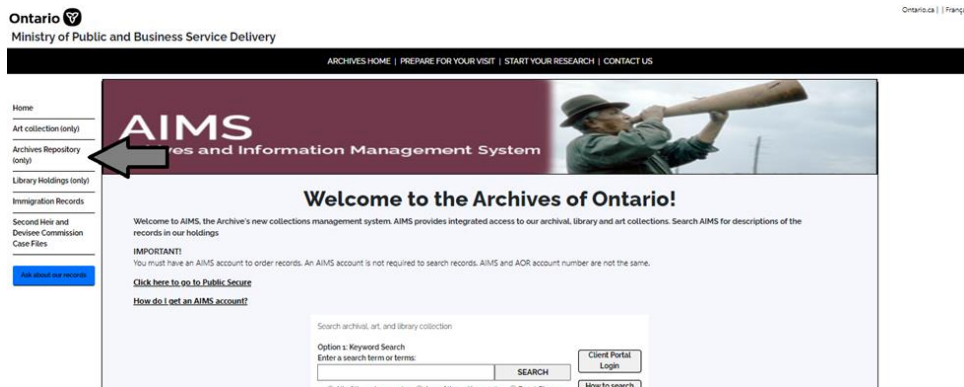 Ontario.ca | | França
Ontario
Ministry of Public and Business Service Delivery
ARCHIVES HOME | PREPARE FOR YOUR VISIT | START YOUR RESEARCH | CONTACT US
Home
Art collection (only)
Archives Repository
(only)
Library Holdings (only)
Immigration Records
Second Heir and
Devisee Commission
Case Files
Ask about our records
AIMS
ves and Information Management System
Welcome to the Archives of Ontario!
Welcome to AIMS, the Archive's new collections management system. AIMS provides integrated access to our archival, library and art collections. Search AIMS for descriptions of the
records in our holdings
IMPORTANT!
You must have an AIMS account to order records. An AIMS account is not required to search records. AIMS and AOR account number are not the same.
Click here to go to Public Secure
How do I get an AIMS account?
Search archival, art, and library collection
Option 1: Keyword Search
Enter a search term or terms:
SEARCH
Client Portal
Login
How to search